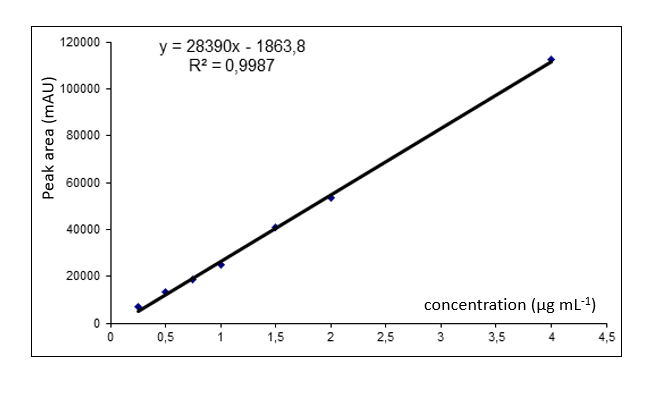 y = 28390x - 1863,8
R² = 0,9987
120000
100000
80000
60000
40000
20000
0
Peak area (mAU)
concentration (µg mL⁻¹)
0 0,5 1 1,5 2 2,5 3 3,5 4 4,5